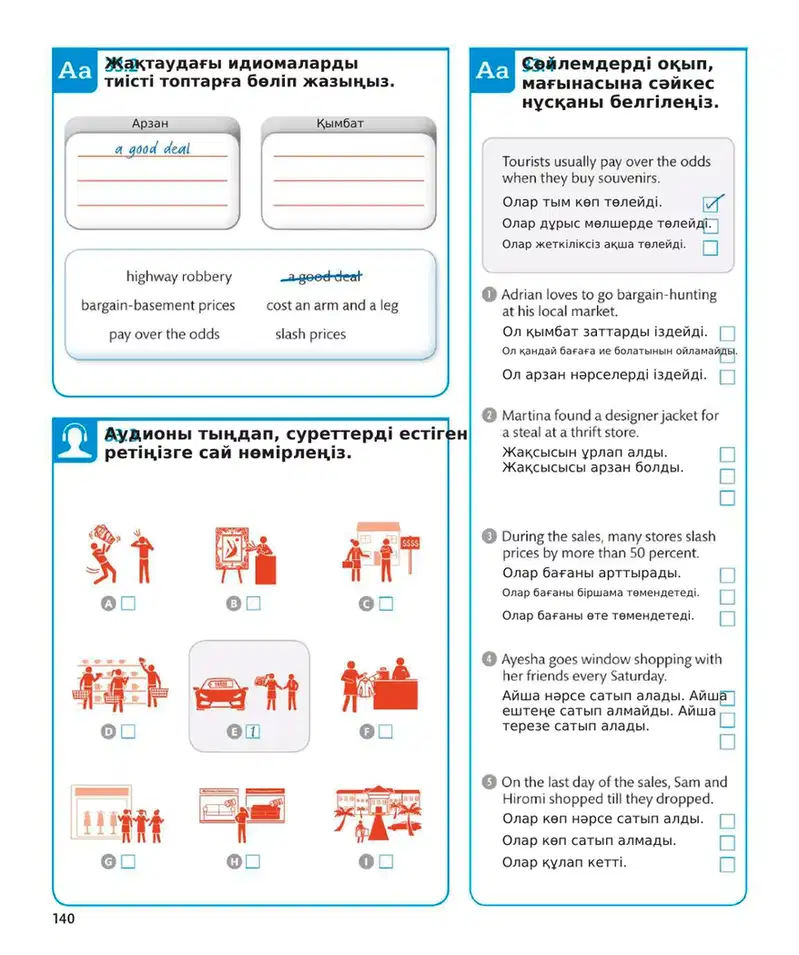 Aa
Жақтаудағы идиомаларды
тиісті топтарға бөліп жазыңыз.
Арзан
a good deal
Қымбат
highway robbery
a good deal
bargain-basement prices
cost an arm and a leg
pay over the odds
slash prices
Аудионы тыңдап, суреттерді естіген
ретіңізге сай нөмірлеңіз.
A
B
C
$$$$
D
E 1
F
G
H
I
Aa
Сөйлемдерді оқып,
мағынасына сәйкес
нұсқаны белгілеңіз.
Tourists usually pay over the odds
when they buy souvenirs.
Олар тым көп төлейді.
Олар дұрыс мөлшерде төлейді.
Олар жеткіліксіз ақша төлейді.
1 Adrian loves to go bargain-hunting
at his local market.
Ол қымбат заттарды іздейді.
Ол қандай бағаға ие болатынын ойламайды.
Ол арзан нәрселерді іздейді.
2 Martina found a designer jacket for
a steal at a thrift store.
Жақсысын ұрлап алды.
Жақсысысы арзан болды.
3 During the sales, many stores slash
prices by more than 50 percent.
Олар бағаны арттырады.
Олар бағаны біршама төмендетеді.
Олар бағаны өте төмендетеді.
4 Ayesha goes window shopping with
her friends every Saturday.
Айша нәрсе сатып алады. Айша
ештеңе сатып алмайды. Айша
терезе сатып алады.
5 On the last day of the sales, Sam and
Hiromi shopped till they dropped.
Олар көп нәрсе сатып алды.
Олар көп сатып алмады.
Олар құлап кетті.
140